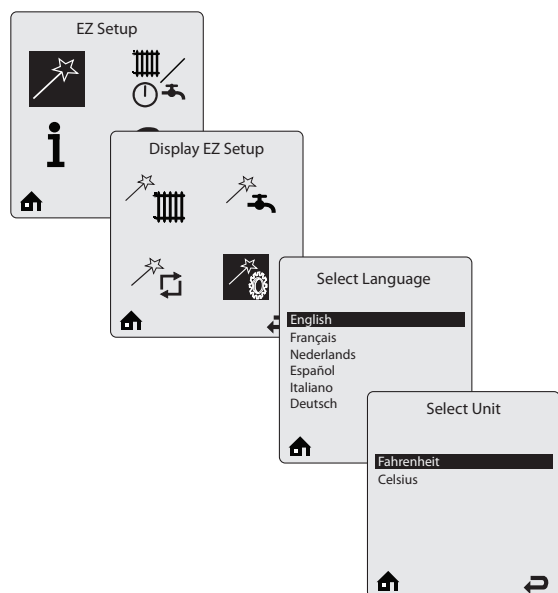 EZ Setup
Display EZ Setup
Select Language
English
Français
Nederlands
Español
Italiano
Deutsch
Select Unit
Fahrenheit
Celsius